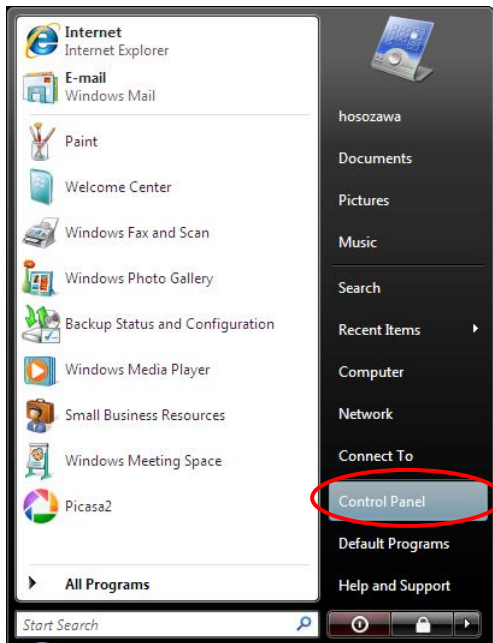 Internet
Internet Explorer
E-mail
Windows Mail
Paint
Welcome Center
Windows Fax and Scan
Windows Photo Gallery
Backup Status and Configuration
Windows Media Player
Small Business Resources
Windows Meeting Space
Picasa2
All Programs
Start Search
hosozawa
Documents
Pictures
Music
Search
Recent Items
Computer
Network
Connect To
Control Panel
Default Programs
Help and Support